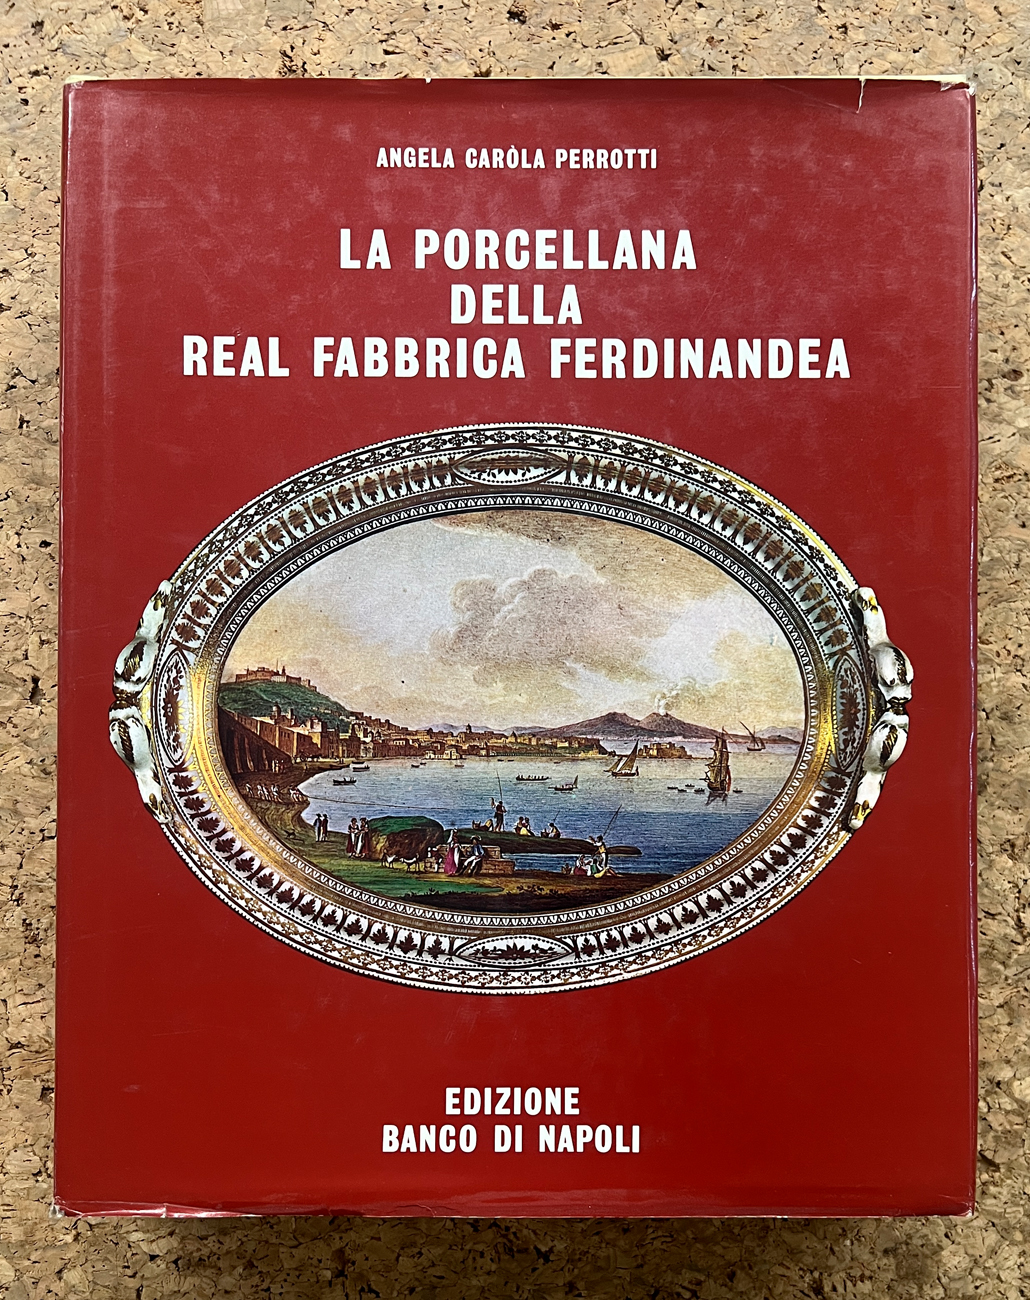 ANGELA CARÒLA PERROTTI
LA PORCELLANA
DELLA
REAL FABBRICA FERDINANDEA
EDIZIONE
BANCO DI NAPOLI